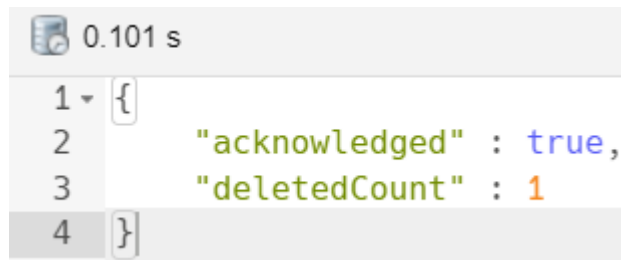 0.101 s
1 {
2 "acknowledged" : true,
3 "deletedCount" : 1
4 }